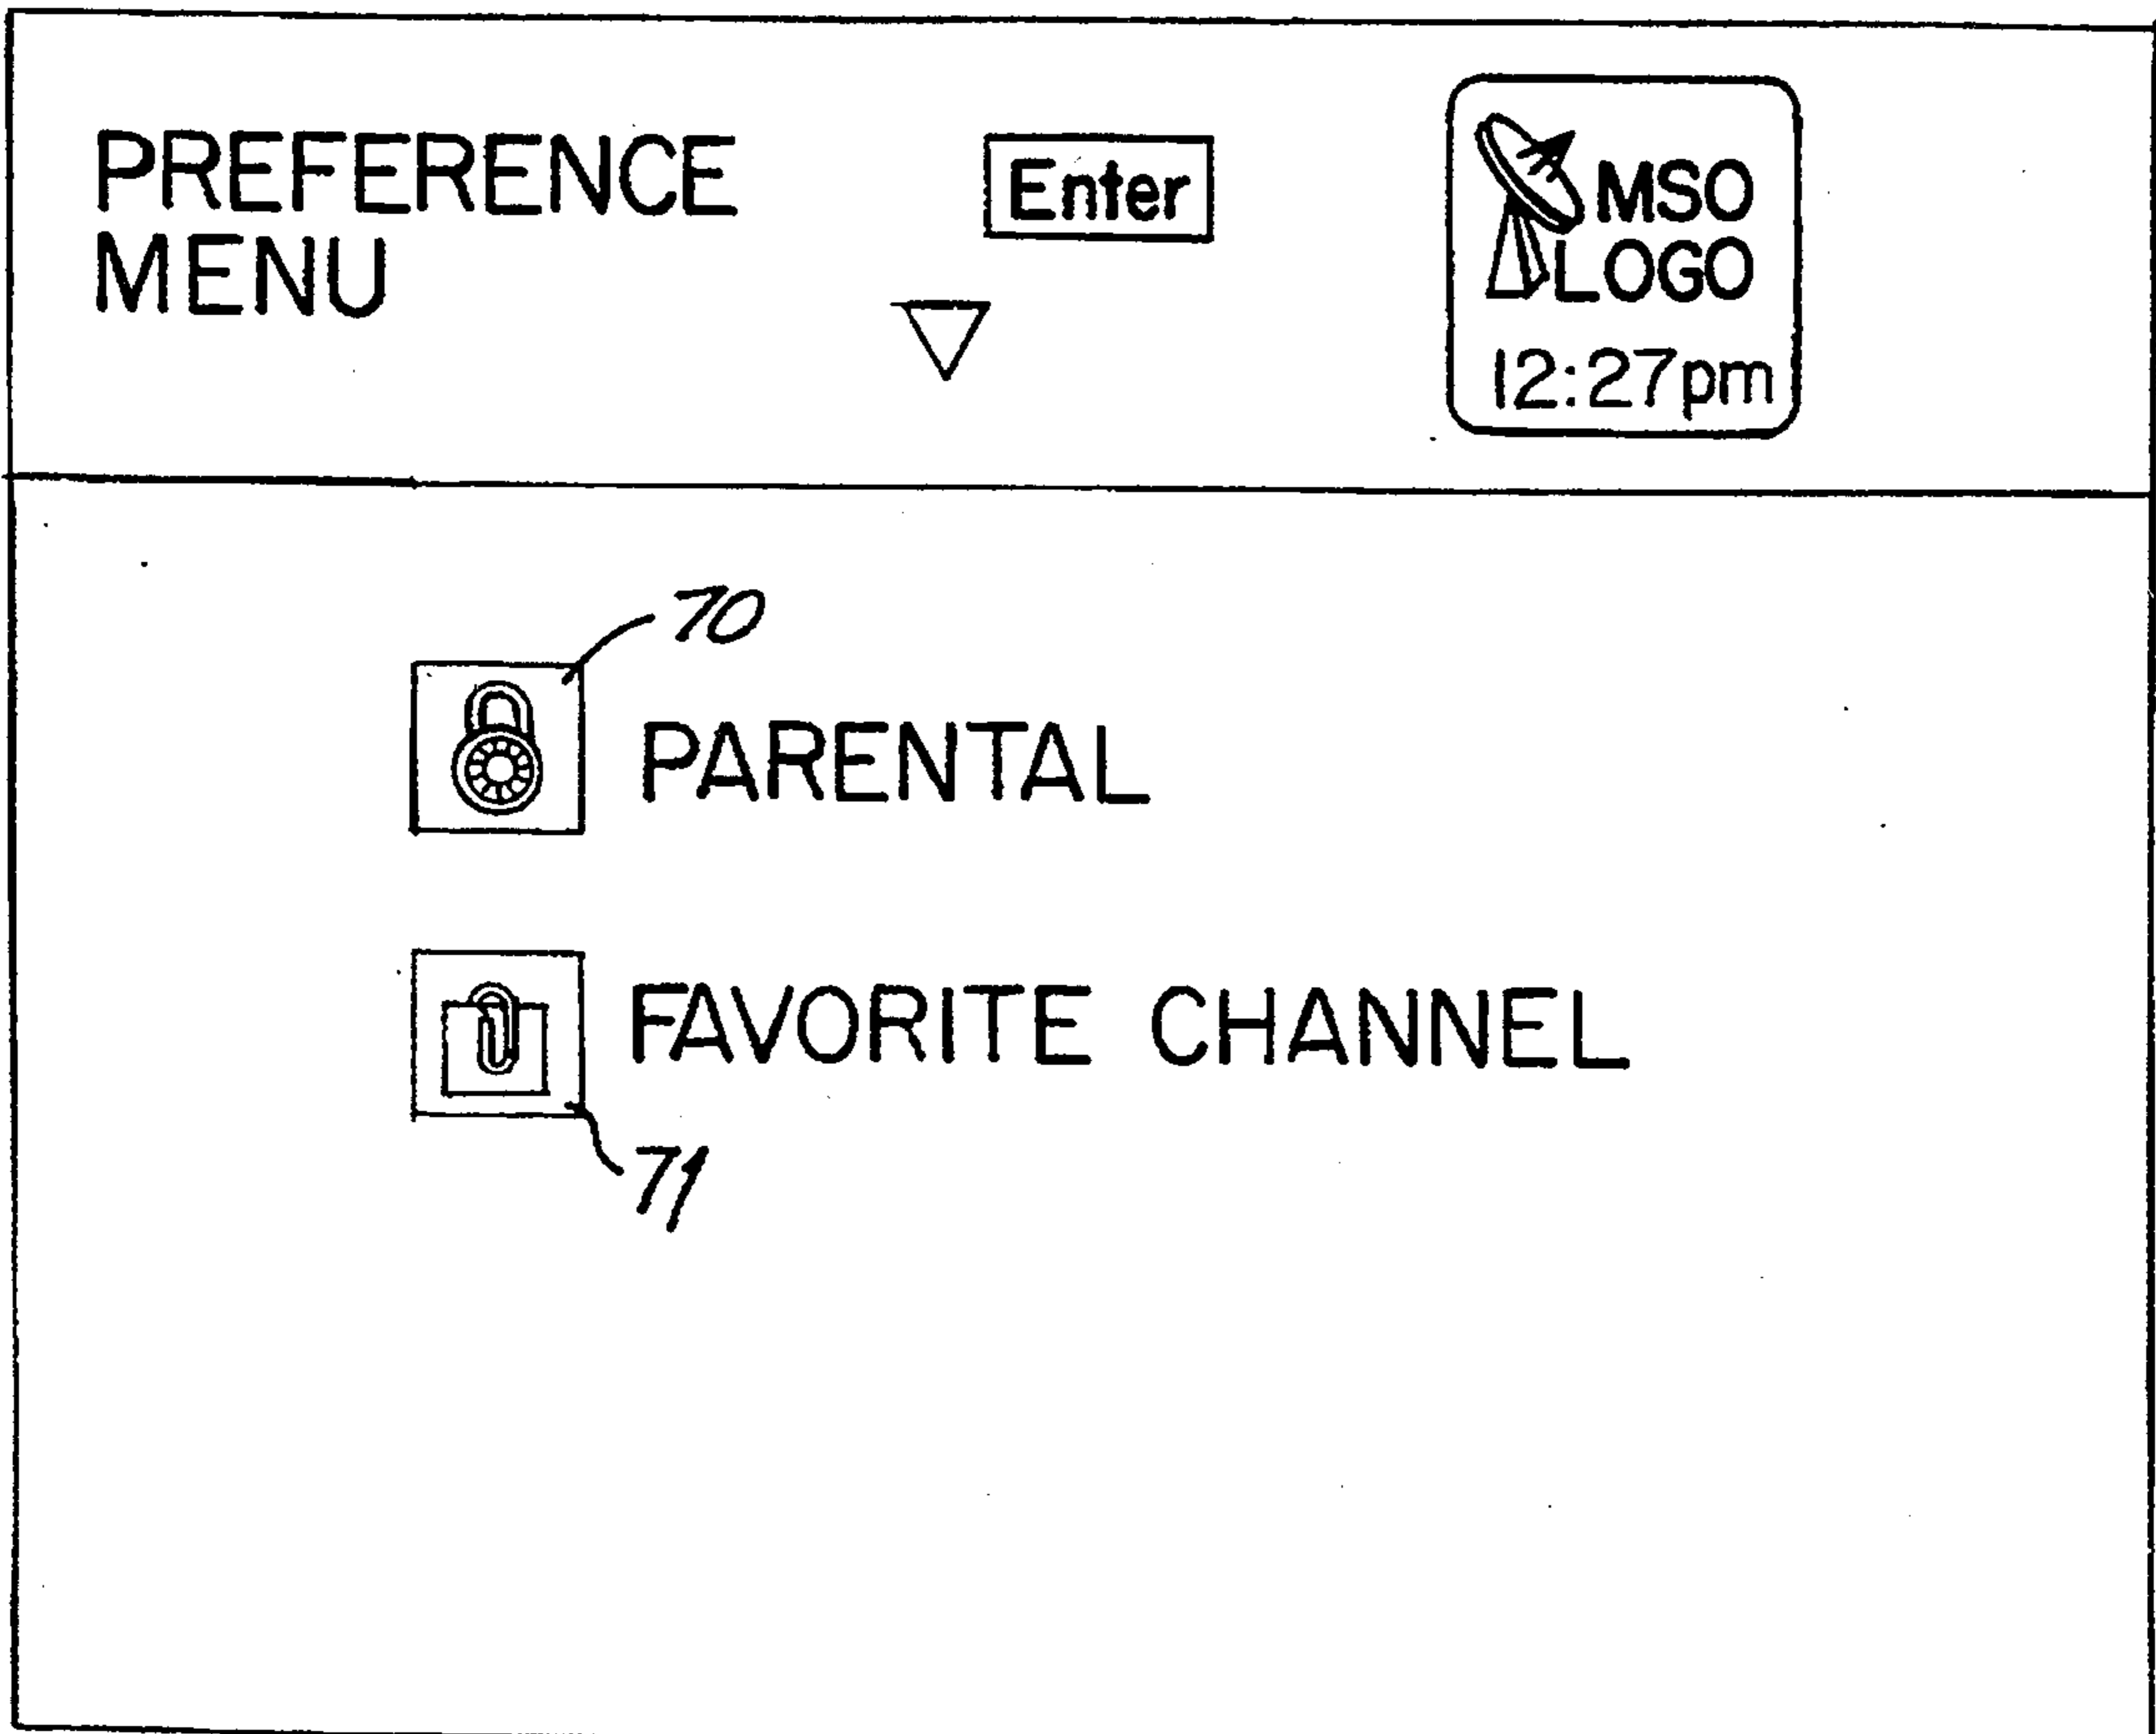 PREFERENCE
MENU
Enter
MSO
LOGO
12:27pm
70
PARENTAL
FAVORITE CHANNEL
71